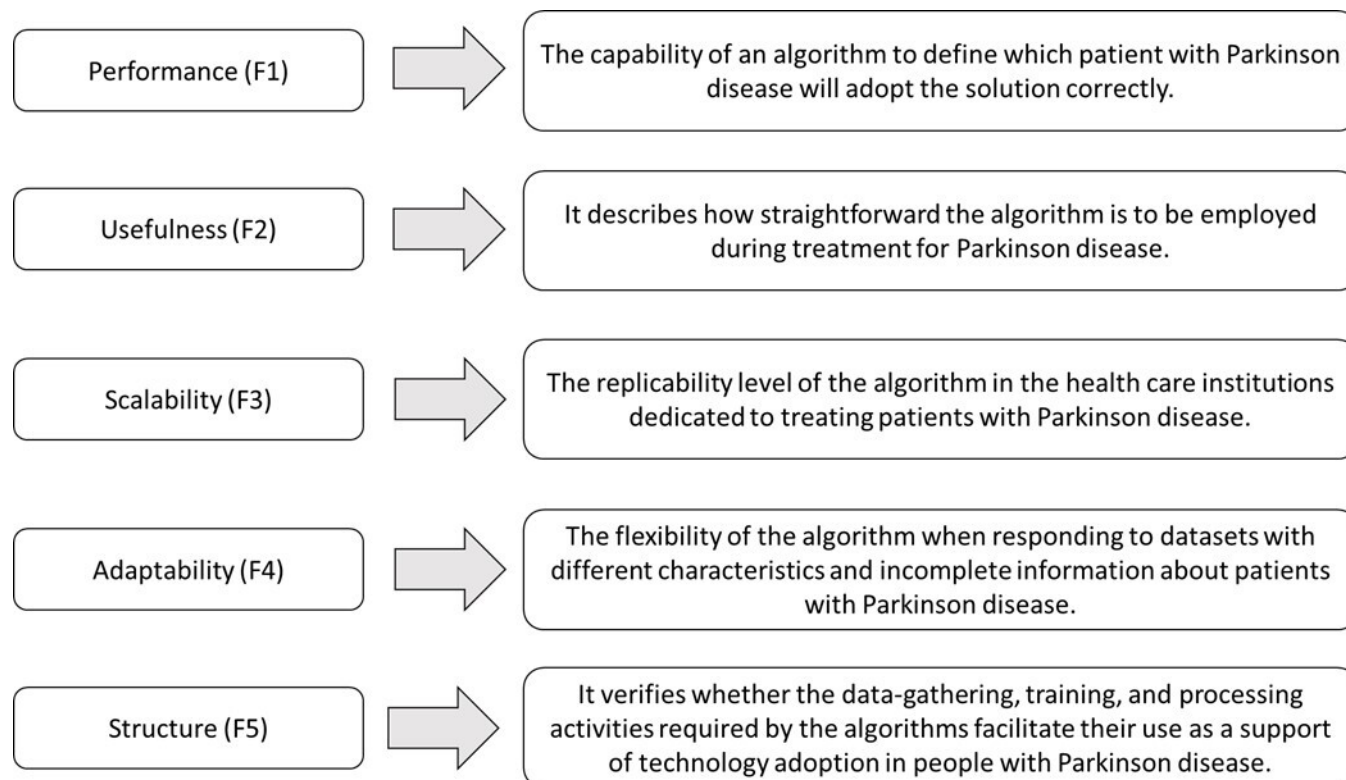 Performance (F1)
The capability of an algorithm to define which patient with Parkinson
disease will adopt the solution correctly.
Usefulness (F2)
It describes how straightforward the algorithm is to be employed
during treatment for Parkinson disease.
Scalability (F3)
The replicability level of the algorithm in the health care institutions
dedicated to treating patients with Parkinson disease.
Adaptability (F4)
The flexibility of the algorithm when responding to datasets with
different characteristics and incomplete information about patients
with Parkinson disease.
Structure (F5)
It verifies whether the data-gathering, training, and processing
activities required by the algorithms facilitate their use as a support
of technology adoption in people with Parkinson disease.